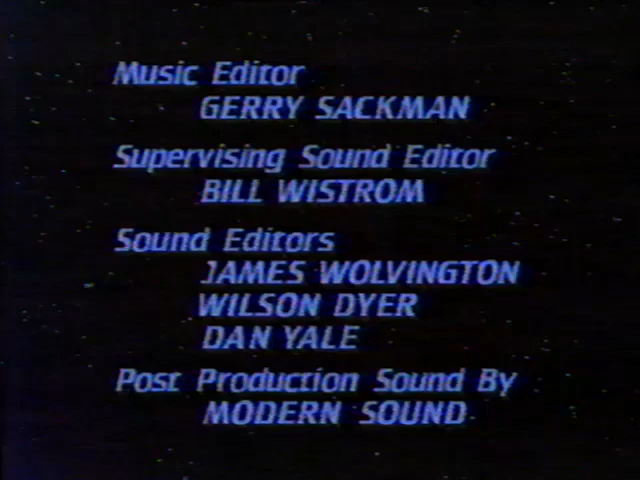 Music Editor
GERRY SACKMAN
Supervising Sound Editor
BILL WISTROM
Sound Editors
JAMES WOLVINGTON
WILSON DYER
DAN YALE
Post Production Sound By
MODERN SOUND